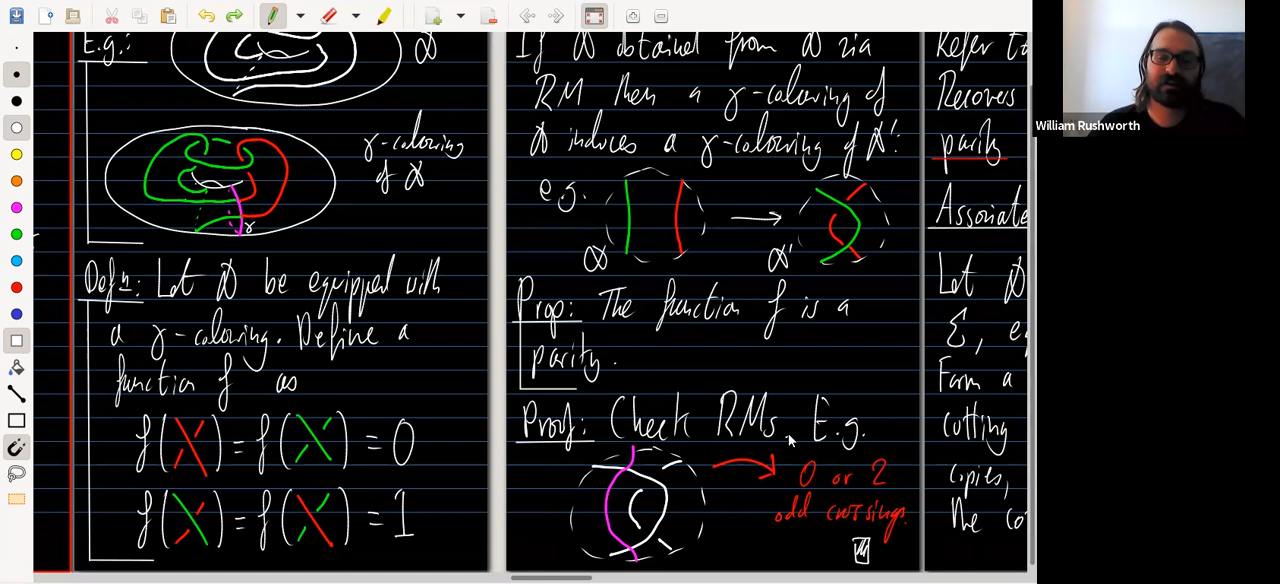 E.g.:
D
γ-colouring
of D
γ
Defn: Let D be equipped with
a γ-colouring. Define a
function f as
f( ) = f( ) = 0
f( ) = f( ) = 1
If D' obtained from D via
RM then a γ-colouring of
D induces a γ-colouring of D':
e.g.
D
D'
Prop: The function f is a
parity.
Proof: Check RMs. E.g.
0 or 2
odd crossings.
Refer to
Recovers
parity
Associate
Let D
Σ, e
Form a
cutting
copies,
the co
William Rushworth